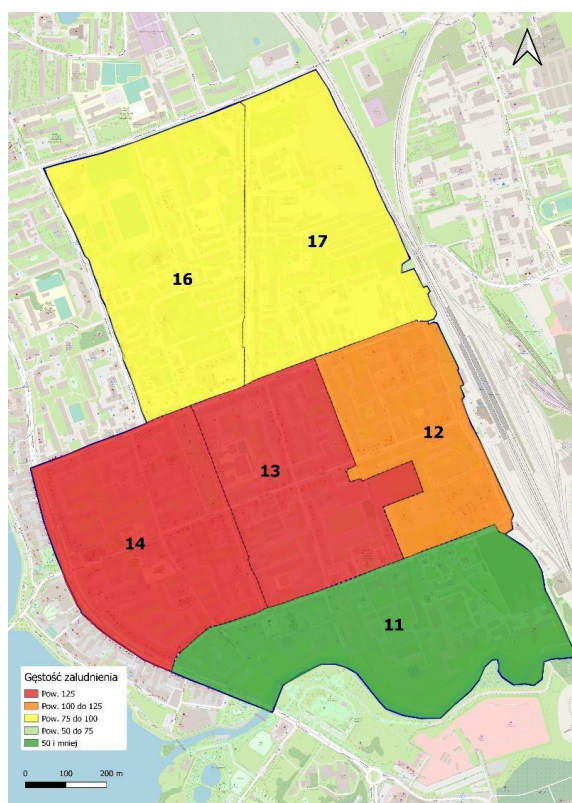 17
16
12
13
14
11
Gęstość zaludnienia
Pow. 125
Pow. 100 do 125
Pow. 75 do 100
Pow. 50 do 75
50 i mniej
0 100 200 m